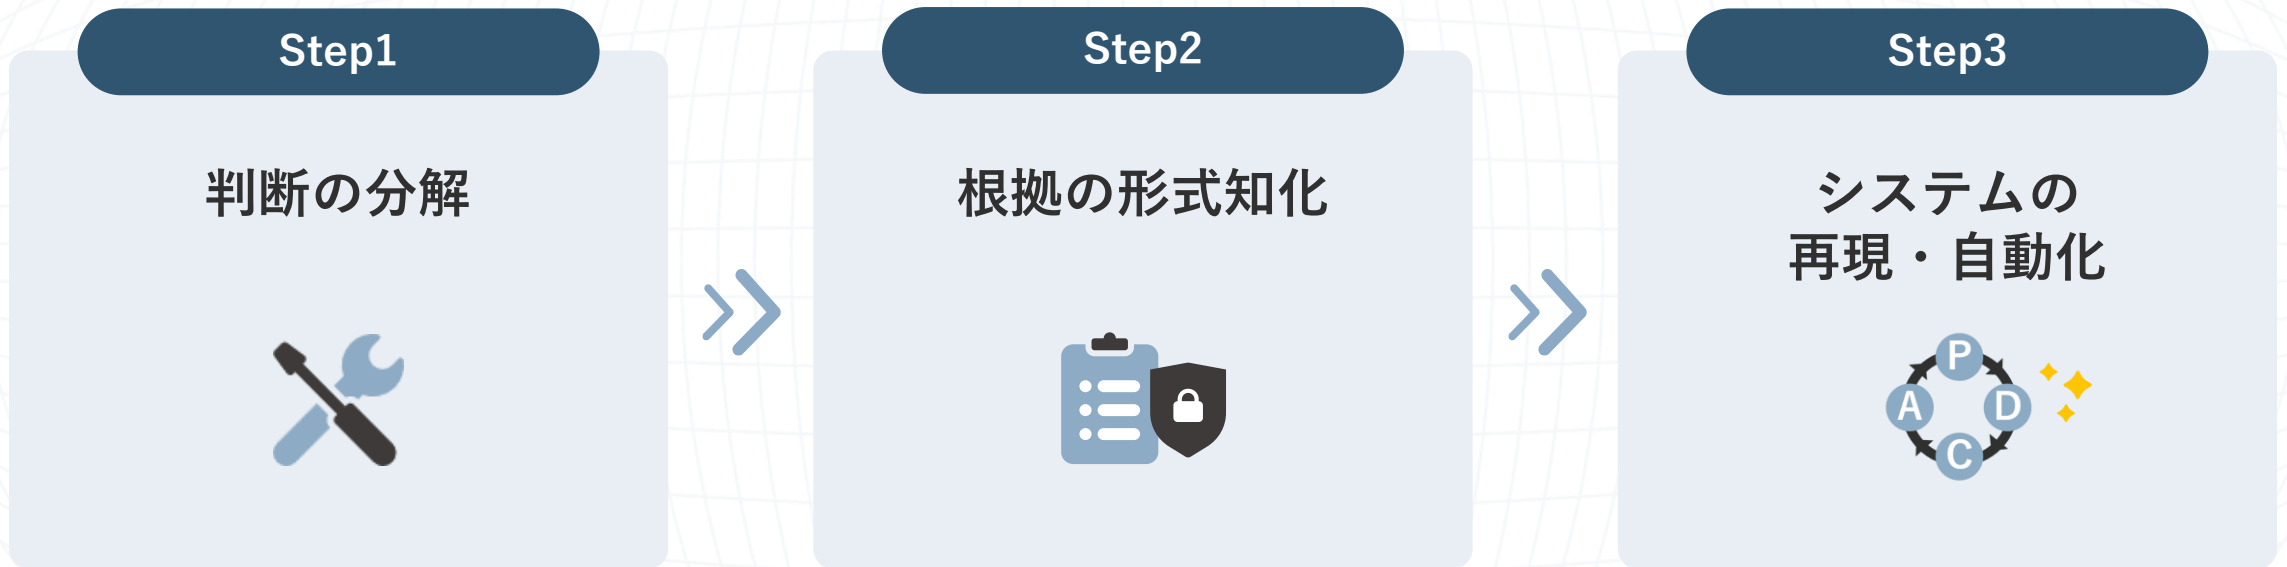 Step1
判断の分解
Step2
根拠の形式知化
Step3
システムの
再現・自動化
P
A
D
C